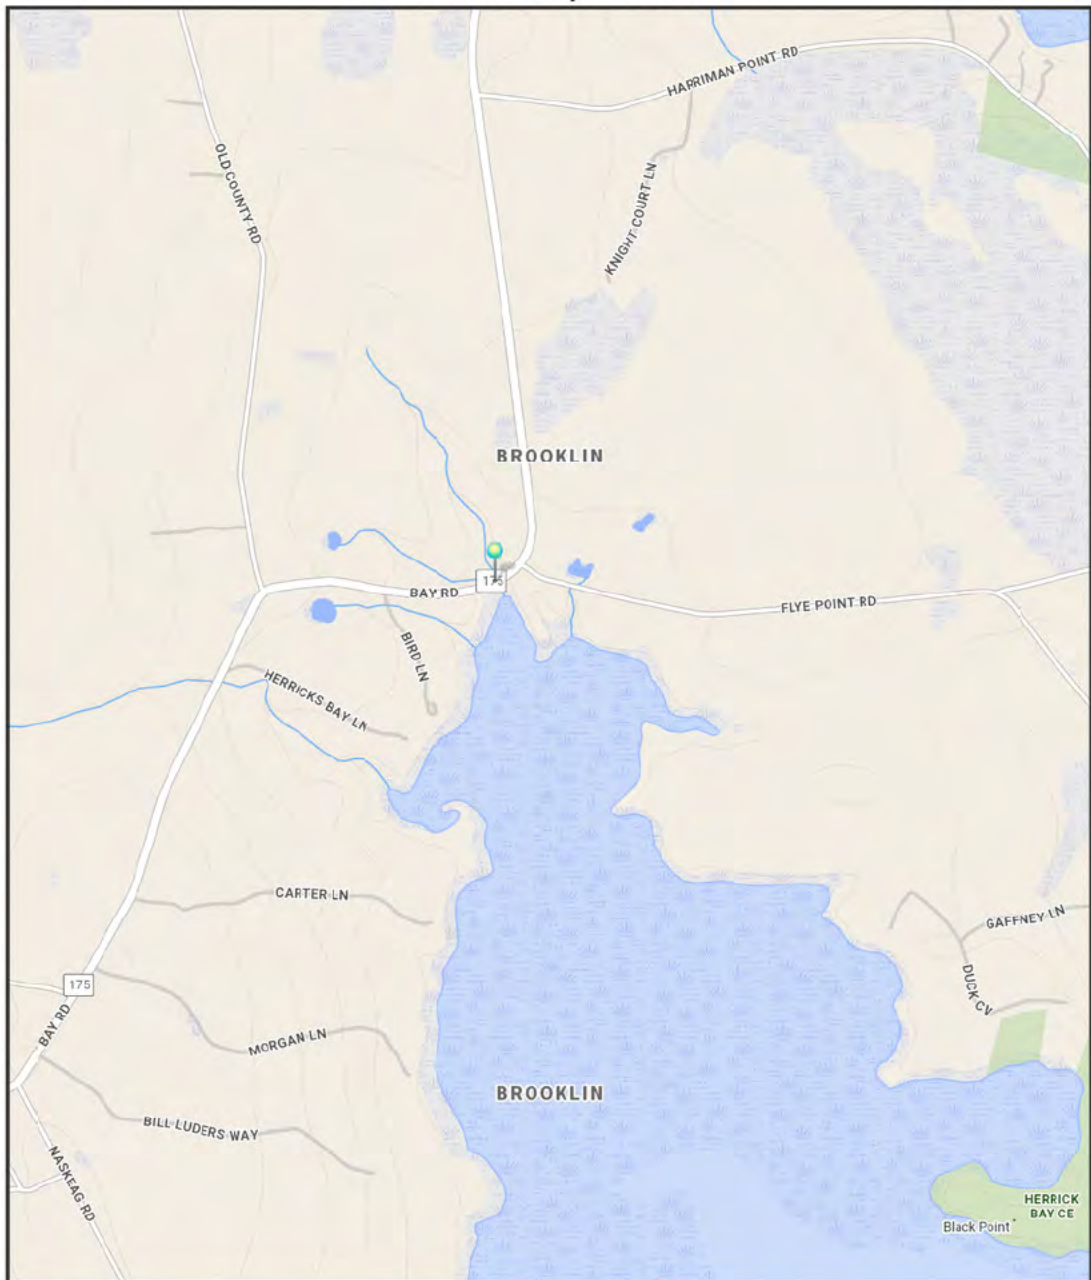 HARRIMAN POINT RD
OLD COUNTY RD
KNIGHT COURT LN
BROOKLIN
175
BAY RD
FLYE POINT RD
BIRD LN
HERRICKS BAY LN
CARTER LN
GAFFNEY LN
DUCK CV
175
BAY RD
MORGAN LN
BROOKLIN
BILL LUDERS WAY
NASKEAG RD
HERRICK
BAY CE
Black Point